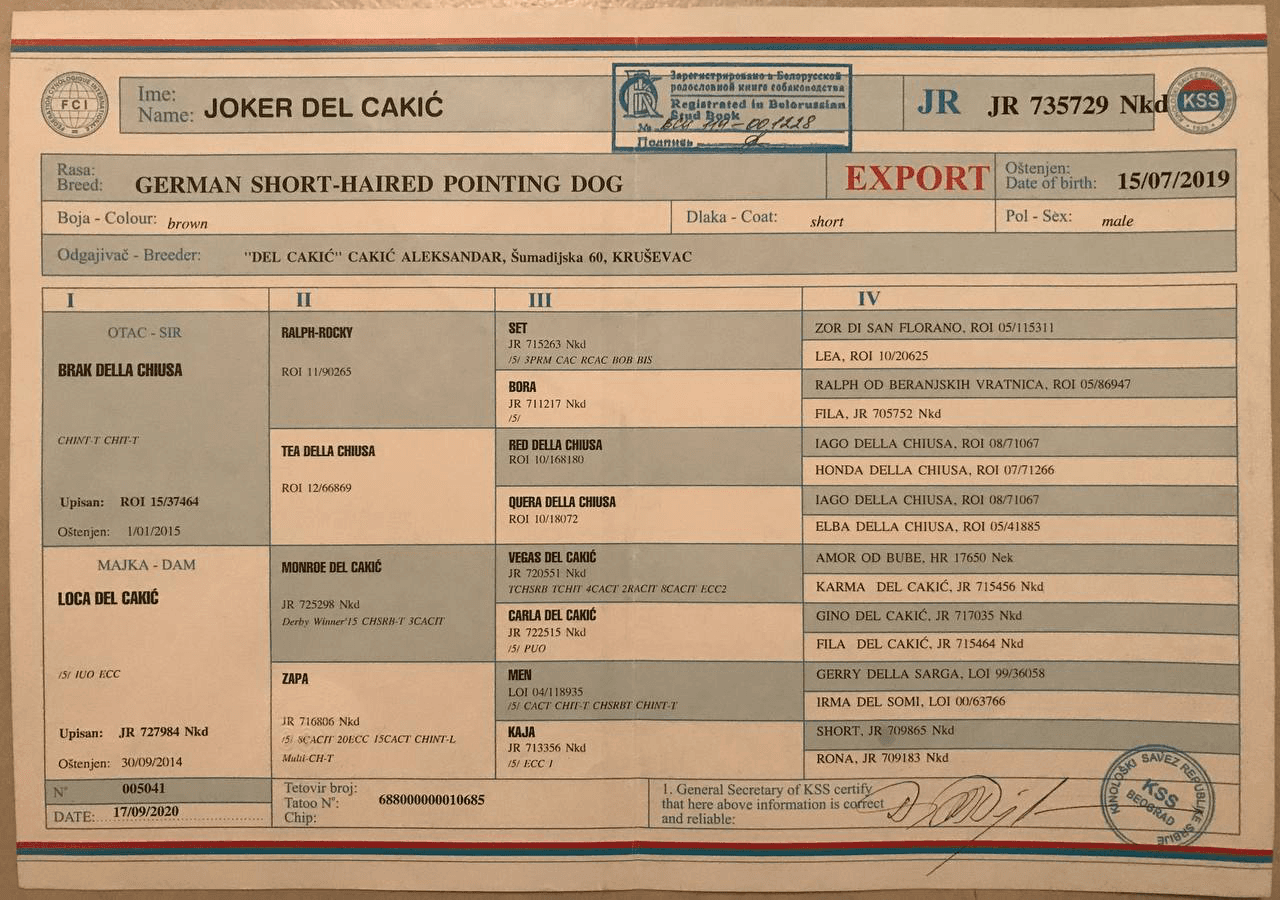 FCI
Ime:
Name: JOKER DEL CAKIĆ
Зарегистрировано в Белорусской
родословной книге собаководства
Registrated in Belorussian
Stud Book
№ BCU 119-001228
Подпись
JR JR 735729 Nkd
KSS
Rasa:
Breed: GERMAN SHORT-HAIRED POINTING DOG
EXPORT
Oštenjen:
Date of birth: 15/07/2019
Boja - Colour: brown
Dlaka - Coat: short
Pol - Sex: male
Odgajivač - Breeder: "DEL CAKIĆ" CAKIĆ ALEKSANDAR, Šumadijska 60, KRUŠEVAC
I II III IV
OTAC - SIR
BRAK DELLA CHIUSA
CHINT-T CHIT-T
Upisan: ROI 15/37464
Oštenjen: 1/01/2015
MAJKA - DAM
LOCA DEL CAKIĆ
/5/ IUO ECC
Upisan: JR 727984 Nkd
Oštenjen: 30/09/2014
RALPH-ROCKY
ROI 11/90265
TEA DELLA CHIUSA
ROI 12/66869
MONROE DEL CAKIĆ
JR 725298 Nkd
Derby Winner'15 CHSRB-T 3CACIT
ZAPA
JR 716806 Nkd
/5/ 8CACIT 20ECC 15CACT CHINT-L
Multi-CH-T
SET
JR 715263 Nkd
/5/ 3PRM CAC RCAC BOB BIS
BORA
JR 711217 Nkd
/5/
RED DELLA CHIUSA
ROI 10/168180
QUERA DELLA CHIUSA
ROI 10/18072
VEGAS DEL CAKIĆ
JR 720551 Nkd
TCHSRB TCHIT 4CACT 2RACIT 8CACIT ECC2
CARLA DEL CAKIĆ
JR 722515 Nkd
/5/ PUO
MEN
LOI 04/118935
/5/ CACT CHIT-T CHSRBT CHINT-T
KAJA
JR 713356 Nkd
/5/ ECC 1
ZOR DI SAN FLORANO, ROI 05/115311
LEA, ROI 10/20625
RALPH OD BERANJSKIH VRATNICA, ROI 05/86947
FILA, JR 705752 Nkd
IAGO DELLA CHIUSA, ROI 08/71067
HONDA DELLA CHIUSA, ROI 07/71266
IAGO DELLA CHIUSA, ROI 08/71067
ELBA DELLA CHIUSA, ROI 05/41885
AMOR OD BUBE, HR 17650 Nek
KARMA DEL CAKIĆ, JR 715456 Nkd
GINO DEL CAKIĆ, JR 717035 Nkd
FILA DEL CAKIĆ, JR 715464 Nkd
GERRY DELLA SARGA, LOI 99/36058
IRMA DEL SOMI, LOI 00/63766
SHORT, JR 709865 Nkd
RONA, JR 709183 Nkd
N° 005041
DATE: 17/09/2020
Tetovir broj:
Tatoo N°: 688000000010685
Chip:
1. General Secretary of KSS certify
that here above information is correct
and reliable:
KINOLOŠKI SAVEZ REPUBLIKE SRBIJE
KSS
BEOGRAD